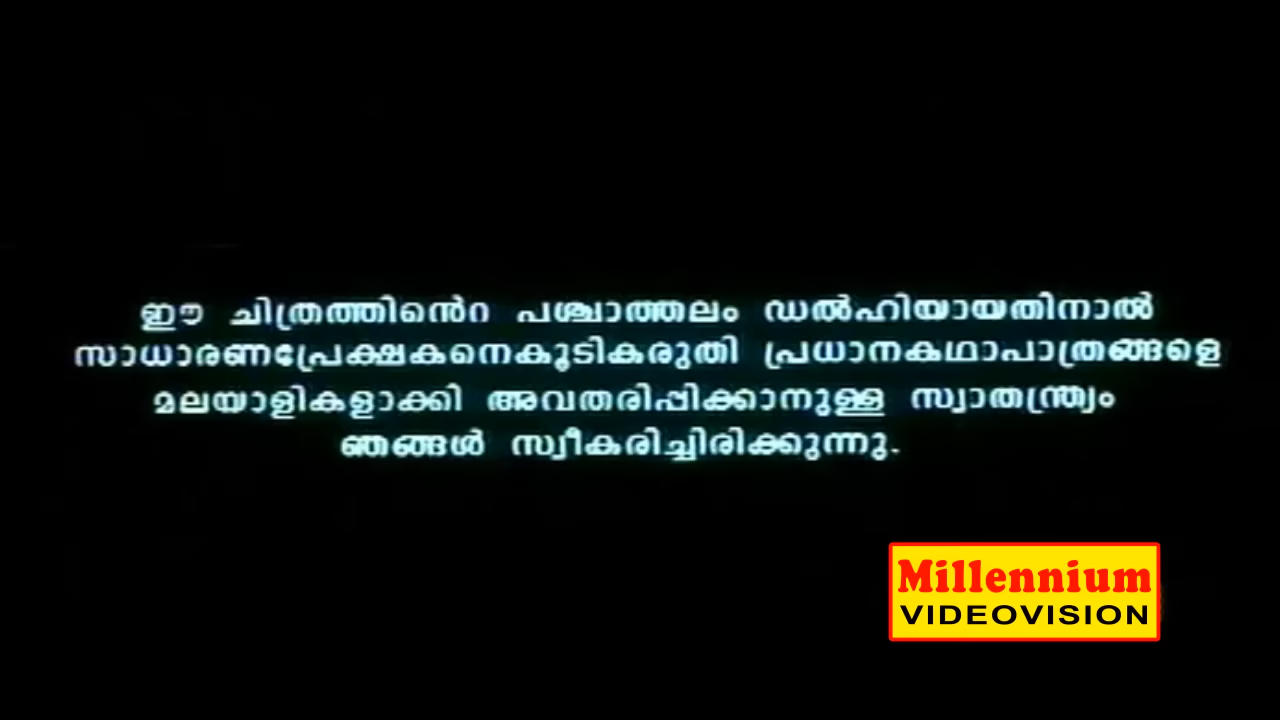 ഈ ചിത്രത്തിൻെറ പശ്ചാത്തലം ഡൽഹിയായതിനാൽ
സാധാരണപ്രേക്ഷകനെകൂടികരുതി പ്രധാനകഥാപാത്രങ്ങളെ
മലയാളികളാക്കി അവതരിപ്പിക്കാനുള്ള സ്വാതന്ത്ര്യം
ഞങ്ങൾ സ്വീകരിച്ചിരിക്കുന്നു.
Millennium
VIDEOVISION